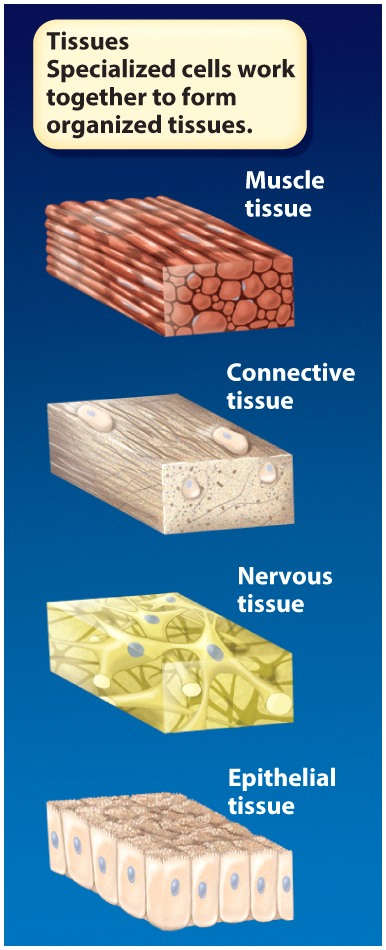 Tissues
Specialized cells work
together to form
organized tissues.
Muscle
tissue
Connective
tissue
Nervous
tissue
Epithelial
tissue